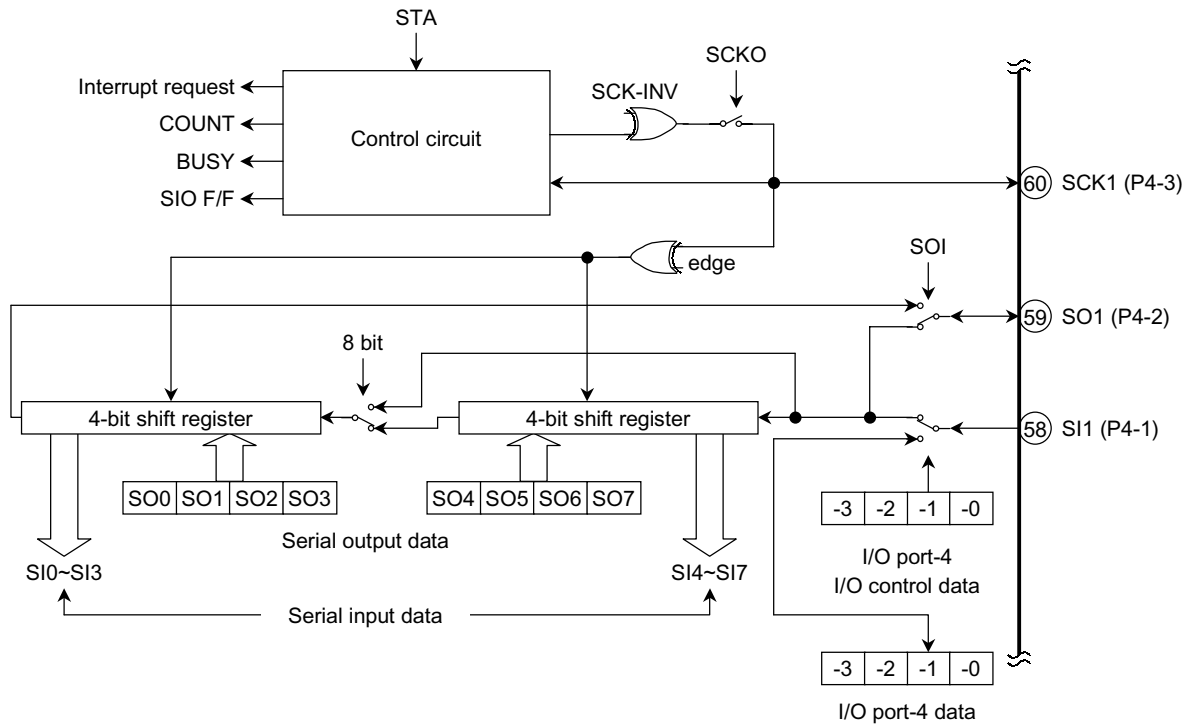 STA
SCKO
SCK-INV
Interrupt request
COUNT
BUSY
SIO F/F
Control circuit
60 SCK1 (P4-3)
edge
SOI
59 SO1 (P4-2)
8 bit
4-bit shift register
4-bit shift register
58 SI1 (P4-1)
SO0 SO1 SO2 SO3
SO4 SO5 SO6 SO7
-3 -2 -1 -0
Serial output data
I/O port-4
I/O control data
SI0~SI3
SI4~SI7
Serial input data
-3 -2 -1 -0
I/O port-4 data